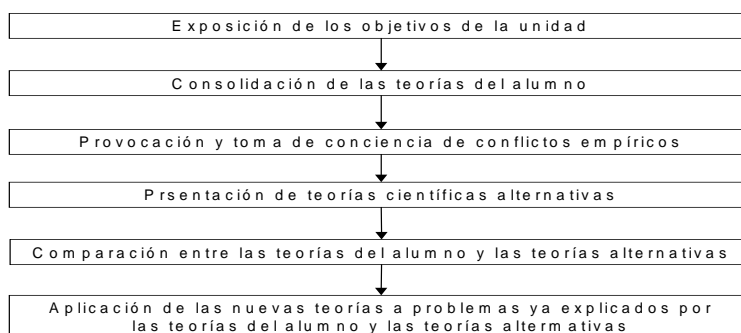 Exposición de los objetivos de la unidad
Consolidación de las teorías del alumno
Provocación y toma de conciencia de conflictos empíricos
Prsentación de teorías científicas alternativas
Comparación entre las teorías del alumno y las teorías alternativas
Aplicación de las nuevas teorías a problemas ya explicados por
las teorías del alumno y las teorías altermativas